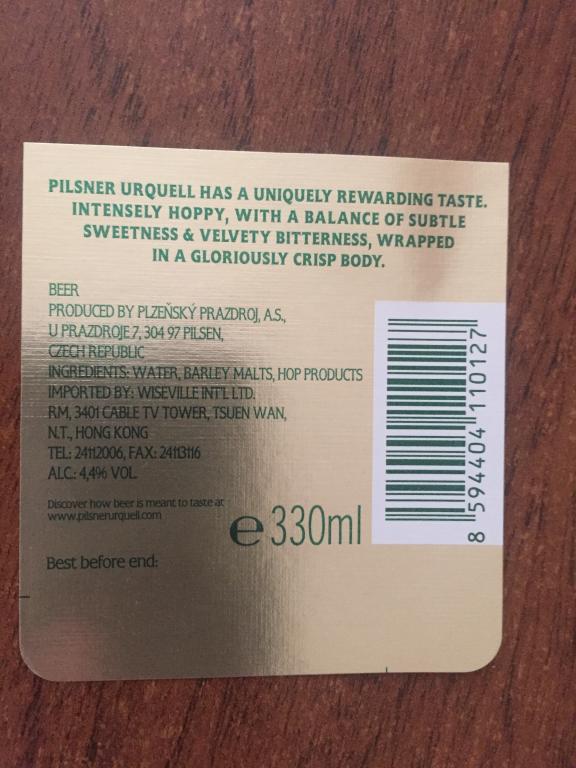 PILSNER URQUELL HAS A UNIQUELY REWARDING TASTE.
INTENSELY HOPPY, WITH A BALANCE OF SUBTLE
SWEETNESS & VELVETY BITTERNESS, WRAPPED
IN A GLORIOUSLY CRISP BODY.
BEER
PRODUCED BY PLZEŇSKÝ PRAZDROJ, A.S.,
U PRAZDROJE 7, 304 97 PILSEN,
CZECH REPUBLIC
INGREDIENTS: WATER, BARLEY MALTS, HOP PRODUCTS
IMPORTED BY: WISEVILLE INT'L LTD.
RM, 3401 CABLE TV TOWER, TSUEN WAN,
N.T., HONG KONG
TEL: 24112006, FAX: 24113116
ALC.: 4,4% VOL.
Discover how beer is meant to taste at
www.pilsnerurquell.com
e 330ml
Best before end:
8 594404 110127